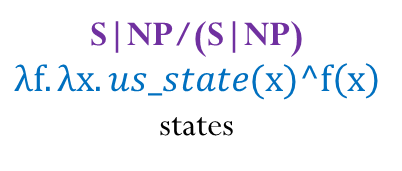 S|NP/(S|NP)
λf. λx. us_state(x)^f(x)
states